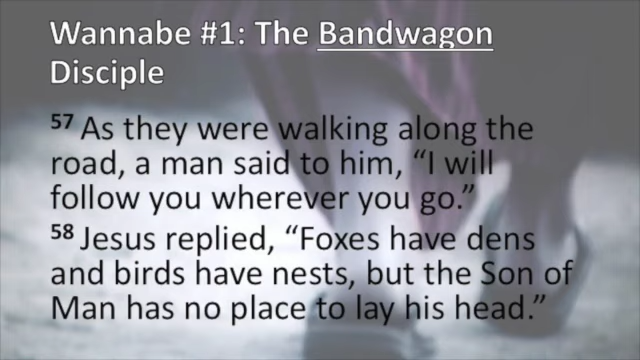 Wannabe #1: The Bandwagon
Disciple
57 As they were walking along the
road, a man said to him, “I will
follow you wherever you go.”
58 Jesus replied, “Foxes have dens
and birds have nests, but the Son of
Man has no place to lay his head.”